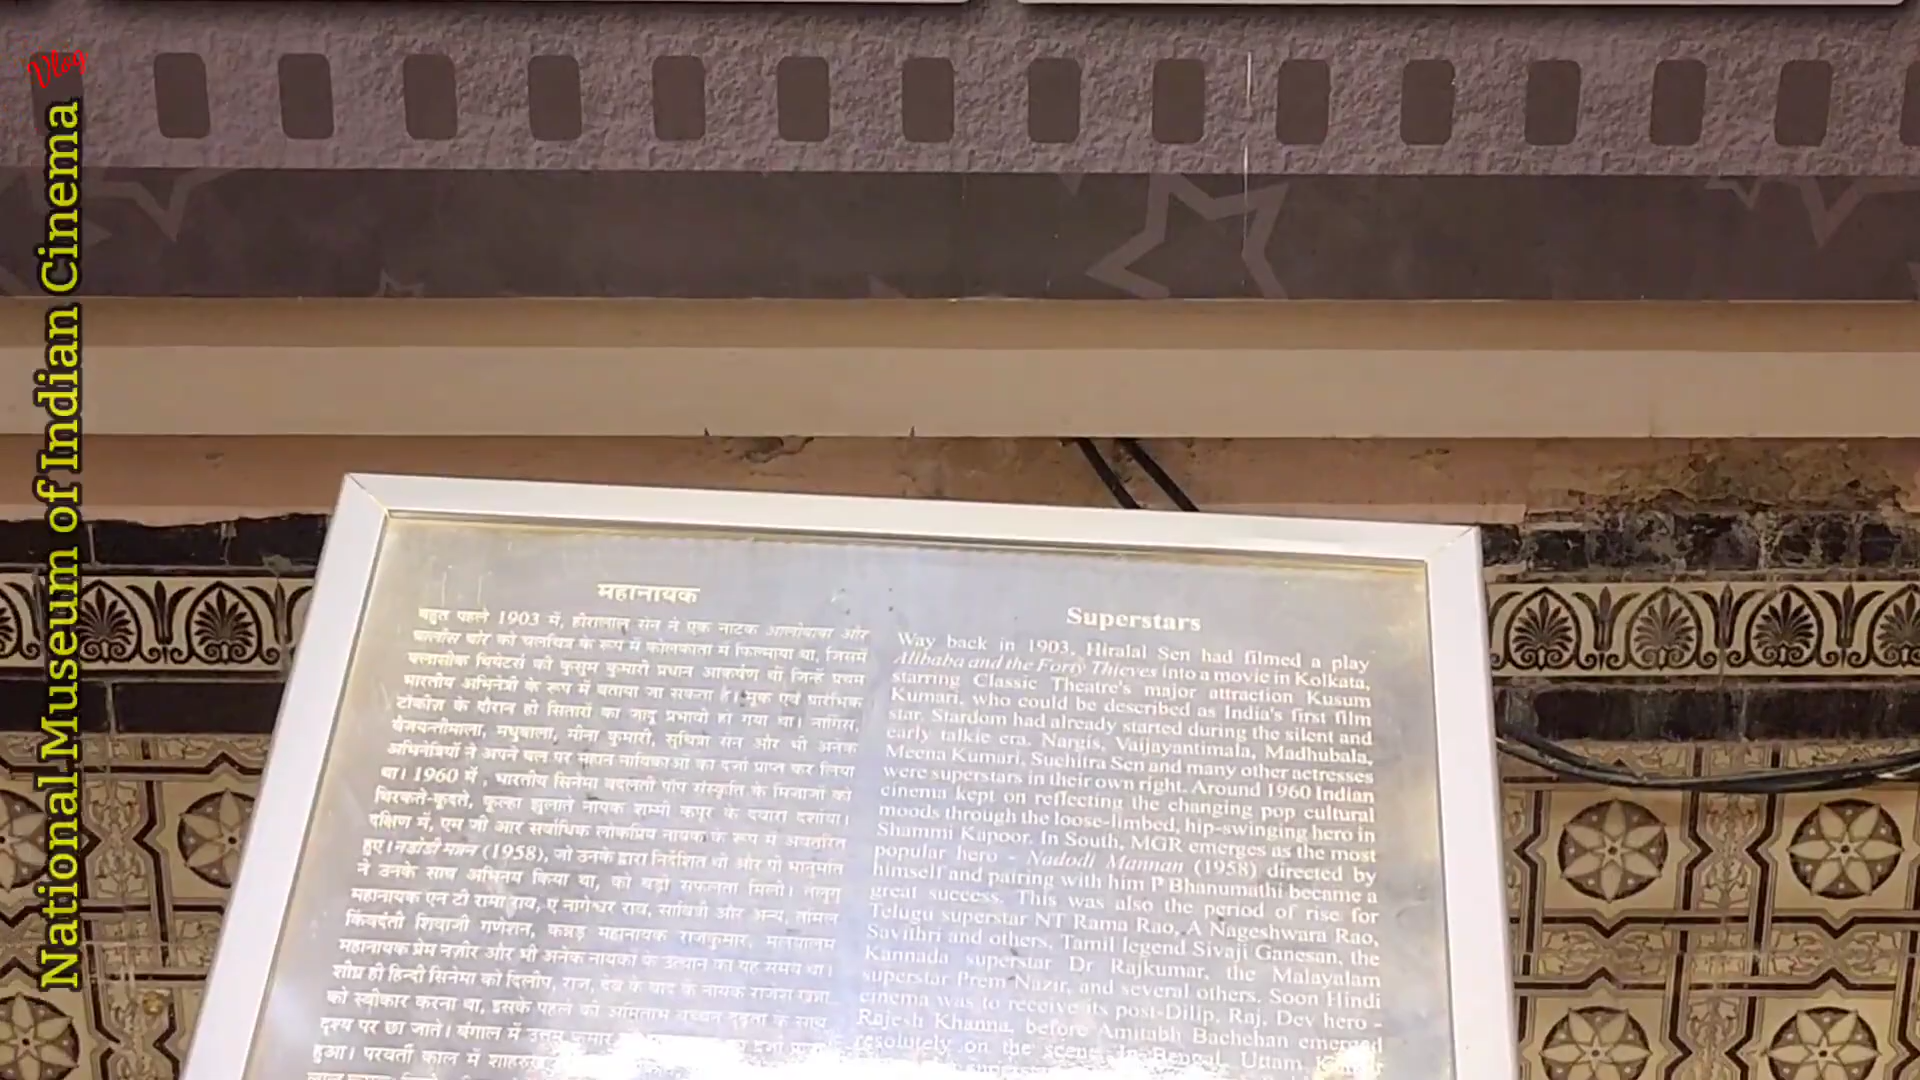 Vlog
National Museum of Indian Cinema
महानायक
बहुत पहले 1903 में, हीरालाल सेन ने एक नाटक आलीबाबा और
चालीस चोर को चलचित्र के रूप में कोलकाता में फिल्माया था, जिसमें
क्लासिक थियेटर्स की कुसुम कुमारी प्रधान आकर्षण थीं जिन्हें प्रथम
भारतीय अभिनेत्री के रूप में बताया जा सकता है। मूक एवं प्रारंभिक
टॉकीज़ के दौरान ही सितारों का जादू प्रभावी हो गया था। नर्गिस,
वैजयन्तीमाला, मधुबाला, मीना कुमारी, सुचित्रा सेन और भी अनेक
अभिनेत्रियों ने अपने बल पर महान नायिकाओं का दर्जा प्राप्त कर लिया
था। 1960 में, भारतीय सिनेमा बदलती पॉप संस्कृति के मिजाजों को
थिरकते-कूदते, कूल्हा झुलाते नायक शम्मी कपूर के दवारा दर्शाया।
दक्षिण में, एम जी आर सर्वाधिक लोकप्रिय नायक के रूप में अवतरित
हुए। नडोडी मन्नन (1958), जो उनके द्वारा निर्देशित थी और पी भानुमति
ने उनके साथ अभिनय किया था, को बड़ी सफलता मिली। तेलुगु
महानायक एन टी रामा राव, ए नागेश्वर राव, सावित्री और अन्य, तमिल
किंवदंती शिवाजी गणेशन, कन्नड़ महानायक राजकुमार, मलयालम
महानायक प्रेम नज़ीर और भी अनेक नायकों के उत्थान का यह समय था।
शीघ्र ही हिन्दी सिनेमा को दिलीप, राज, देव के बाद के नायक राजेश खन्ना
को स्वीकार करना था, इसके पहले की अमिताभ बच्चन दृढ़ता के साथ
दृश्य पर छा जाते। बंगाल में उत्तम कुमार
हुआ। परवर्ती काल में शाहरुख
Superstars
Way back in 1903, Hiralal Sen had filmed a play
Alibaba and the Forty Thieves into a movie in Kolkata,
starring Classic Theatre's major attraction Kusum
Kumari, who could be described as India's first film
star. Stardom had already started during the silent and
early talkie era. Nargis, Vaijayantimala, Madhubala,
Meena Kumari, Suchitra Sen and many other actresses
were superstars in their own right. Around 1960 Indian
cinema kept on reflecting the changing pop cultural
moods through the loose-limbed, hip-swinging hero in
Shammi Kapoor. In South, MGR emerges as the most
popular hero - Nadodi Mannan (1958) directed by
himself and pairing with him P Bhanumathi became a
great success. This was also the period of rise for
Telugu superstar NT Rama Rao, A Nageshwara Rao,
Savithri and others, Tamil legend Sivaji Ganesan, the
Kannada superstar Dr Rajkumar, the Malayalam
superstar Prem Nazir, and several others. Soon Hindi
cinema was to receive its post-Dilip, Raj, Dev hero -
Rajesh Khanna, before Amitabh Bachchan emerged
resolutely on the scene. In Bengal, Uttam Kumar